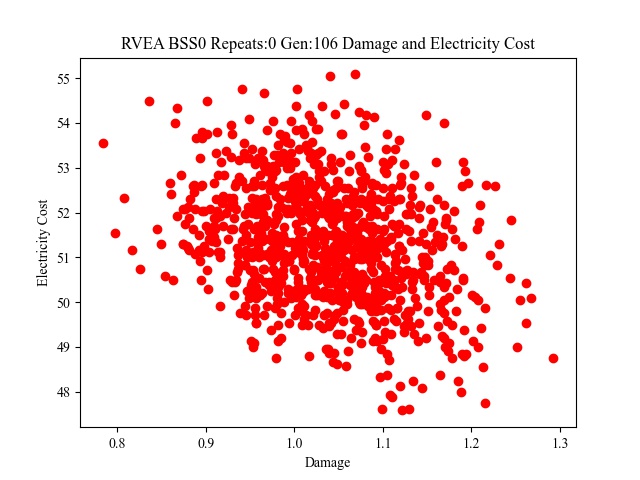 RVEA BSS0 Repeats:0 Gen:106 Damage and Electricity Cost
55
54
53
52
51
50
49
48
Electricity Cost
0.8 0.9 1.0 1.1 1.2 1.3
Damage